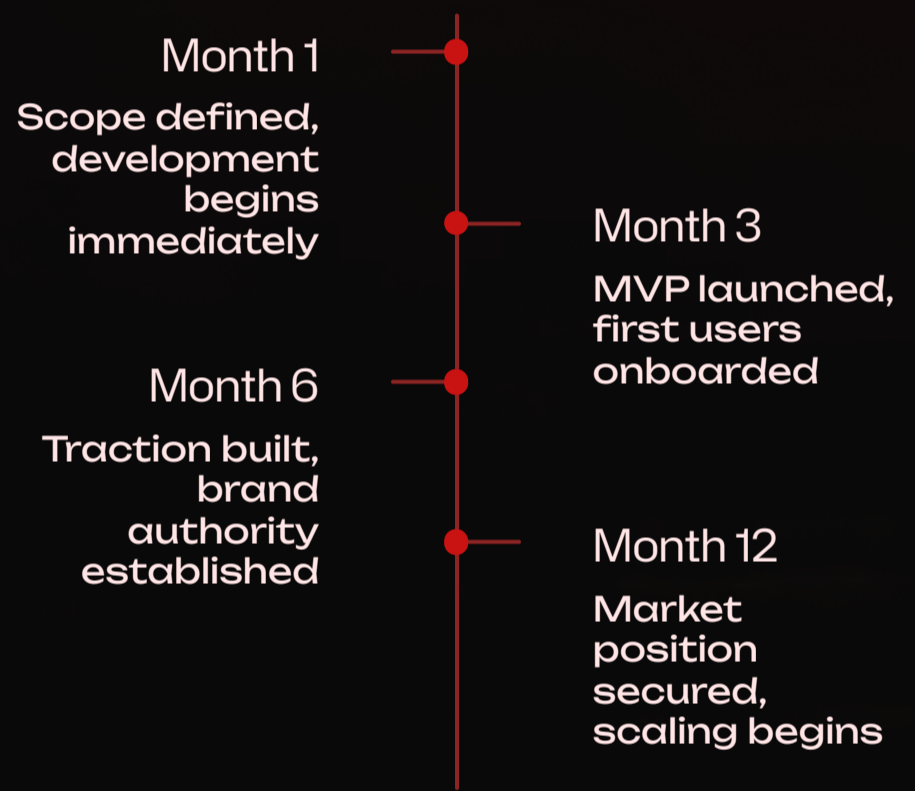 Month 1
Scope defined,
development
begins
immediately
Month 3
MVP launched,
first users
onboarded
Month 6
Traction built,
brand
authority
established
Month 12
Market
position
secured,
scaling begins